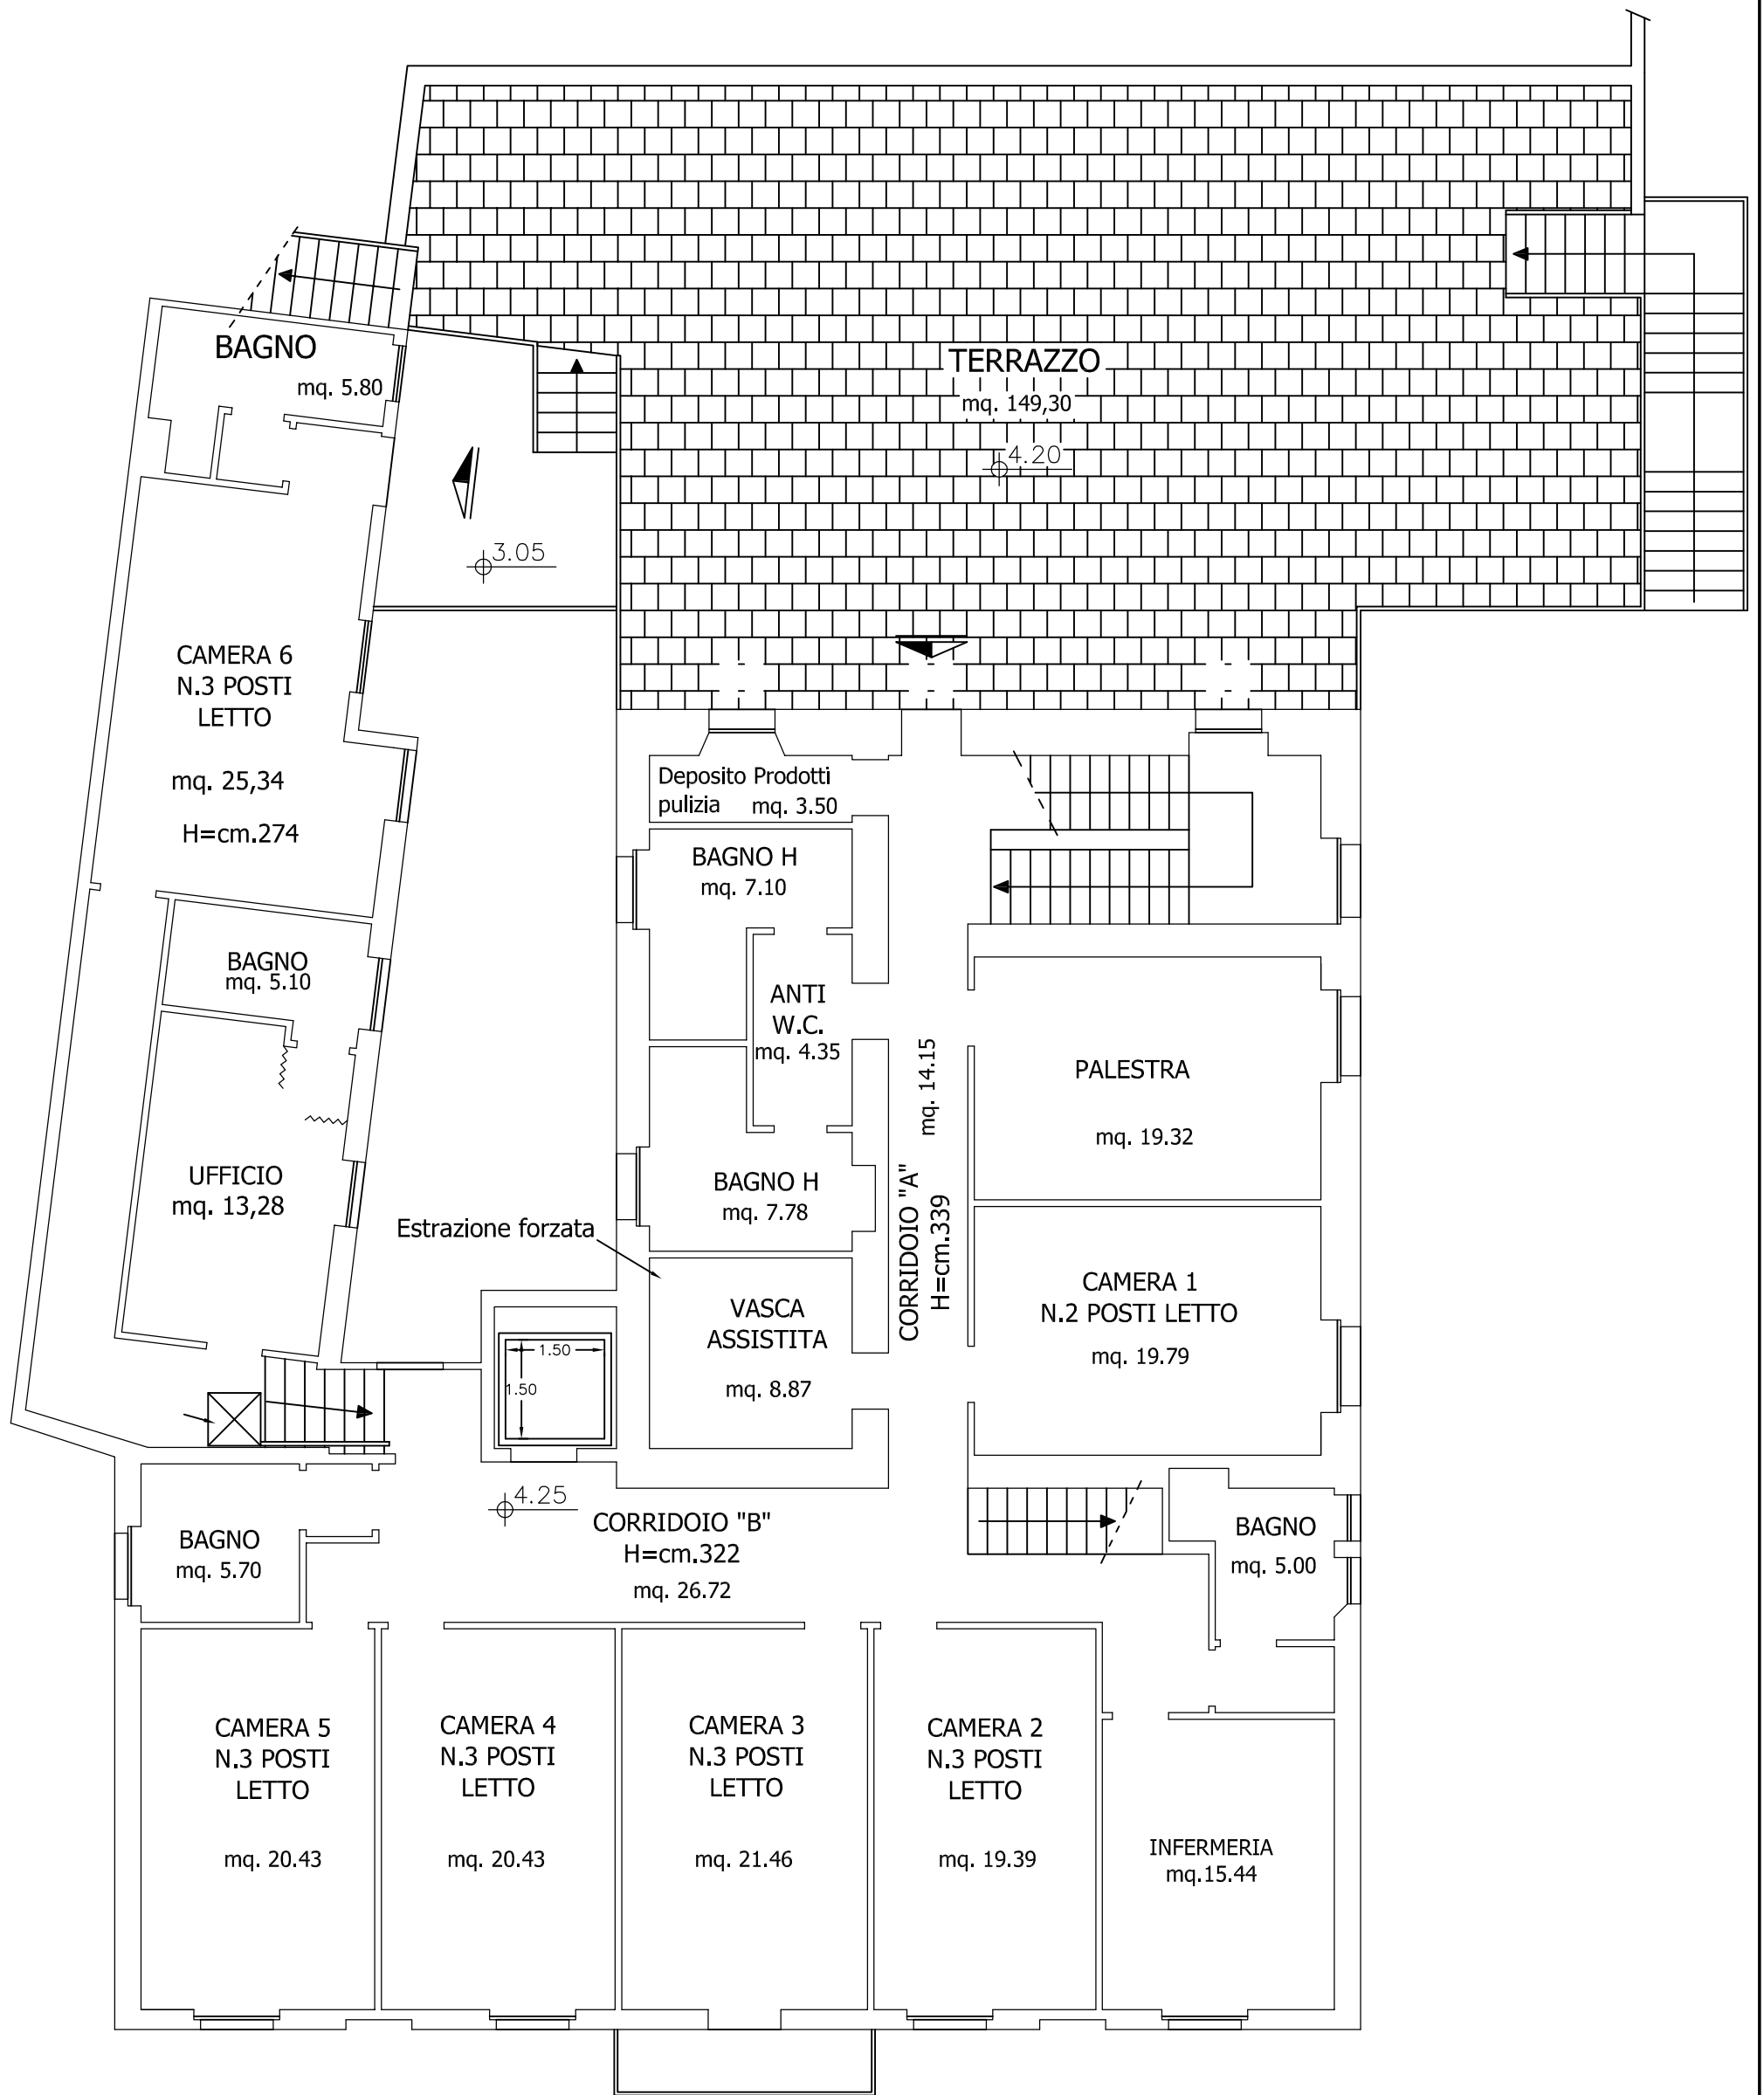 BAGNO
mq. 5.80
TERRAZZO
mq. 149,30
4.20
3.05
CAMERA 6
N.3 POSTI
LETTO
mq. 25,34
H=cm.274
Deposito Prodotti
pulizia mq. 3.50
BAGNO H
mq. 7.10
BAGNO
mq. 5.10
ANTI
W.C.
mq. 4.35
mq. 14.15
CORRIDOIO "A"
H=cm.339
PALESTRA
mq. 19.32
UFFICIO
mq. 13,28
BAGNO H
mq. 7.78
Estrazione forzata
VASCA
ASSISTITA
mq. 8.87
CAMERA 1
N.2 POSTI LETTO
mq. 19.79
1.50
1.50
4.25
CORRIDOIO "B"
H=cm.322
mq. 26.72
BAGNO
mq. 5.70
BAGNO
mq. 5.00
CAMERA 5
N.3 POSTI
LETTO
mq. 20.43
CAMERA 4
N.3 POSTI
LETTO
mq. 20.43
CAMERA 3
N.3 POSTI
LETTO
mq. 21.46
CAMERA 2
N.3 POSTI
LETTO
mq. 19.39
INFERMERIA
mq.15.44